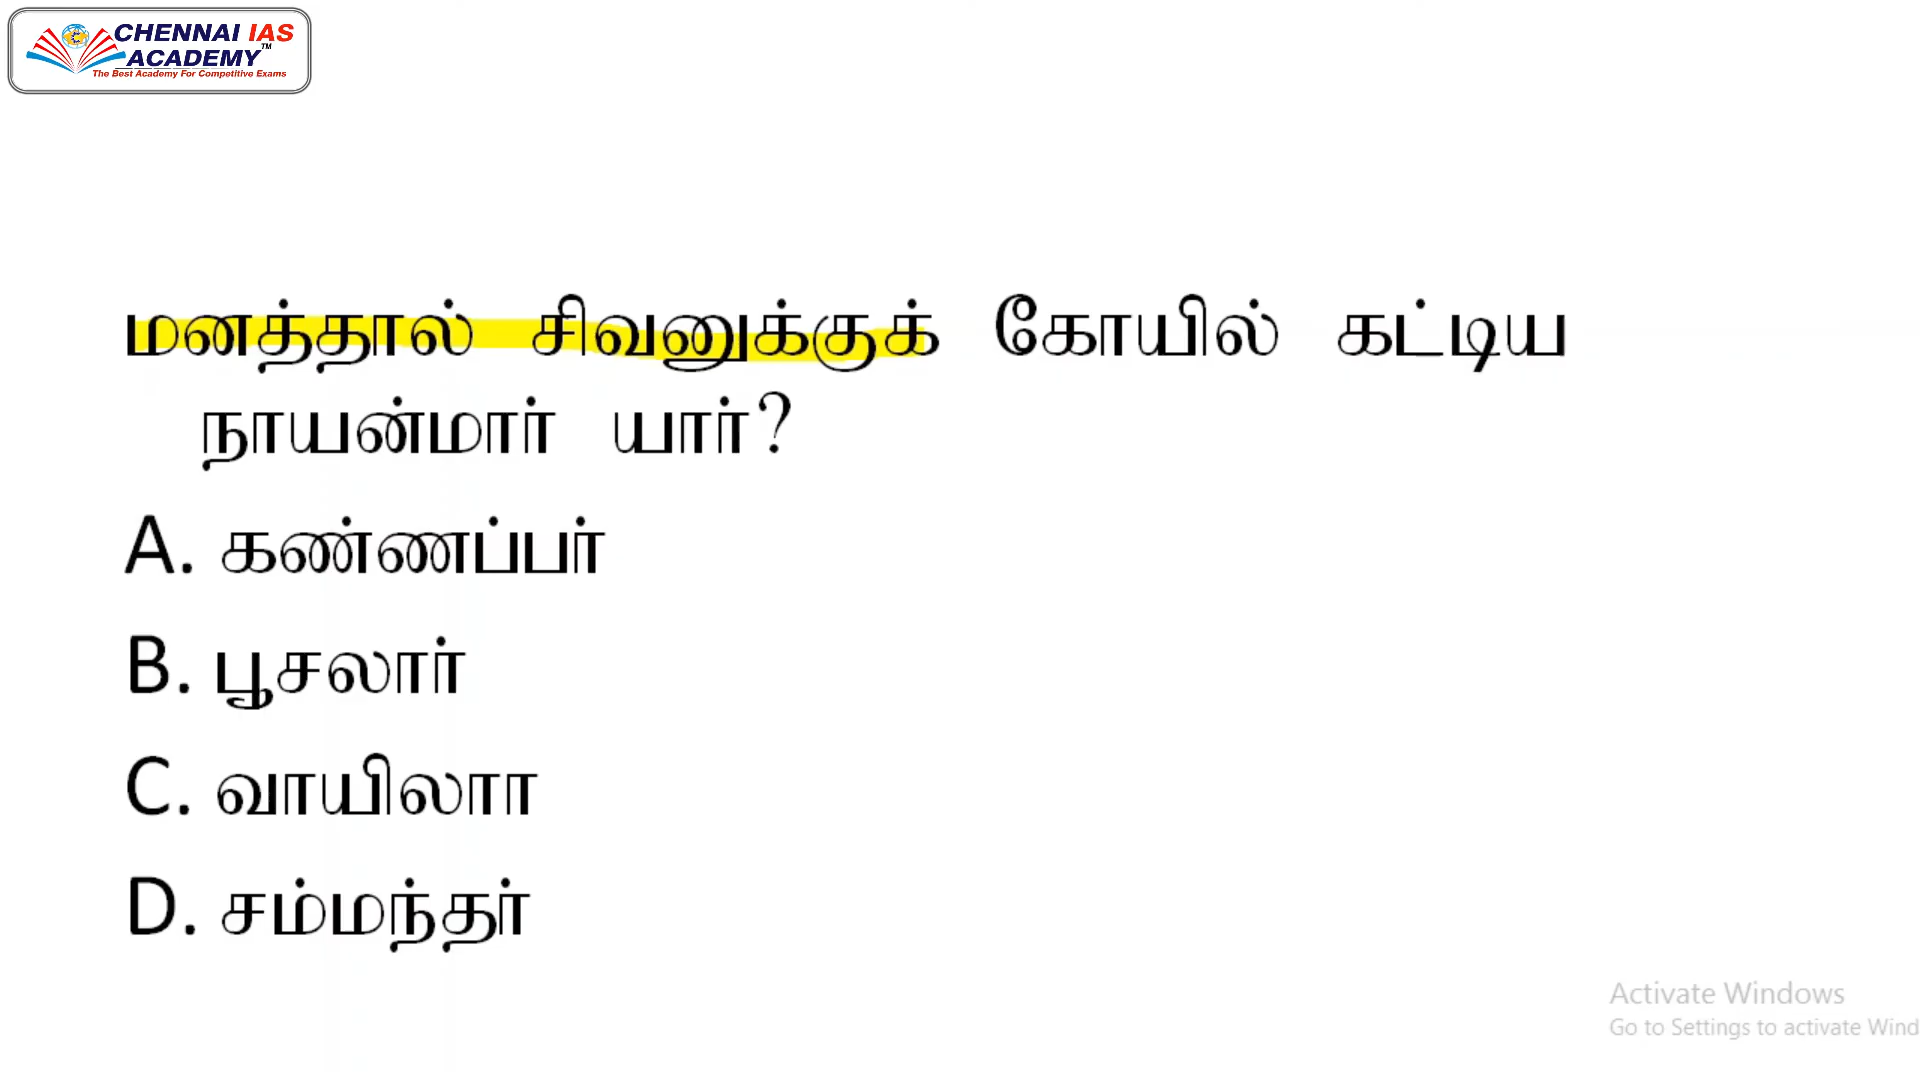 CHENNAI IAS
ACADEMY™
The Best Academy For Competitive Exams
மனத்தால் சிவனுக்குக் கோயில் கட்டிய
நாயன்மார் யார்?
A. கண்ணப்பர்
B. பூசலார்
C. வாயிலாா
D. சம்மந்தர்
Activate Windows
Go to Settings to activate Wind